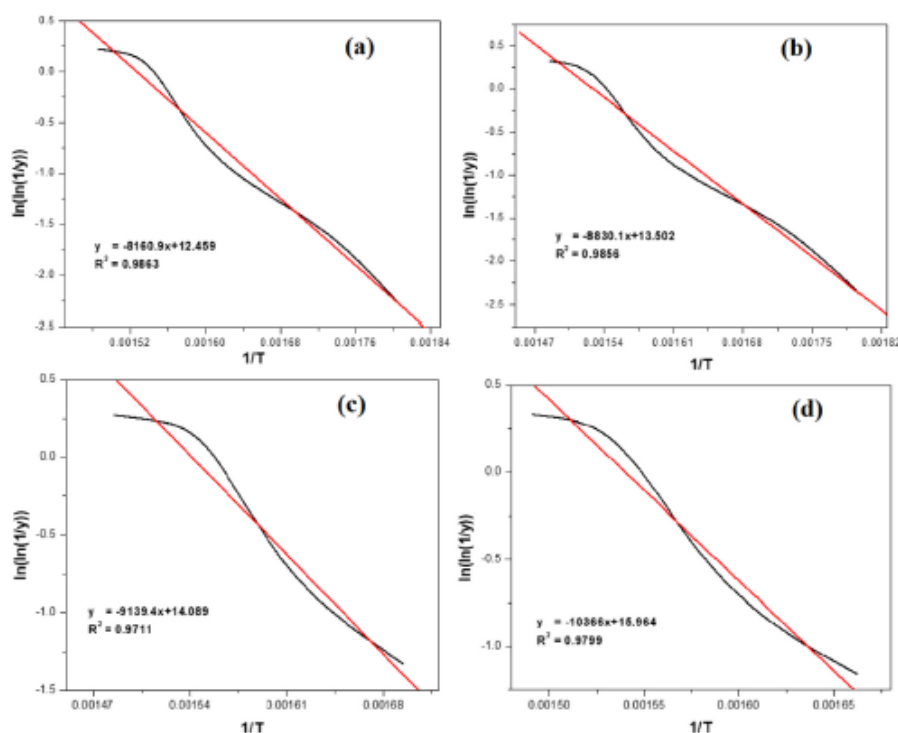 (a)
0.5
0.0
-0.5
-1.0
-1.5
-2.0
-2.5
ln(ln(1/y))
y = -8160.9x+12.459
R² = 0.9863
0.00152 0.00160 0.00168 0.00176 0.00184
1/T
(b)
0.5
0.0
-0.5
-1.0
-1.5
-2.0
-2.5
ln(ln(1/y))
y = -8830.1x+13.502
R² = 0.9856
0.00147 0.00154 0.00161 0.00168 0.00175 0.00182
1/T
(c)
0.5
0.0
-0.5
-1.0
-1.5
ln(ln(1/y))
y = -9139.4x+14.089
R² = 0.9711
0.00147 0.00154 0.00161 0.00168
1/T
(d)
0.5
0.0
-0.5
-1.0
ln(ln(1/y))
y = -10366x+15.964
R² = 0.9799
0.00150 0.00155 0.00160 0.00165
1/T